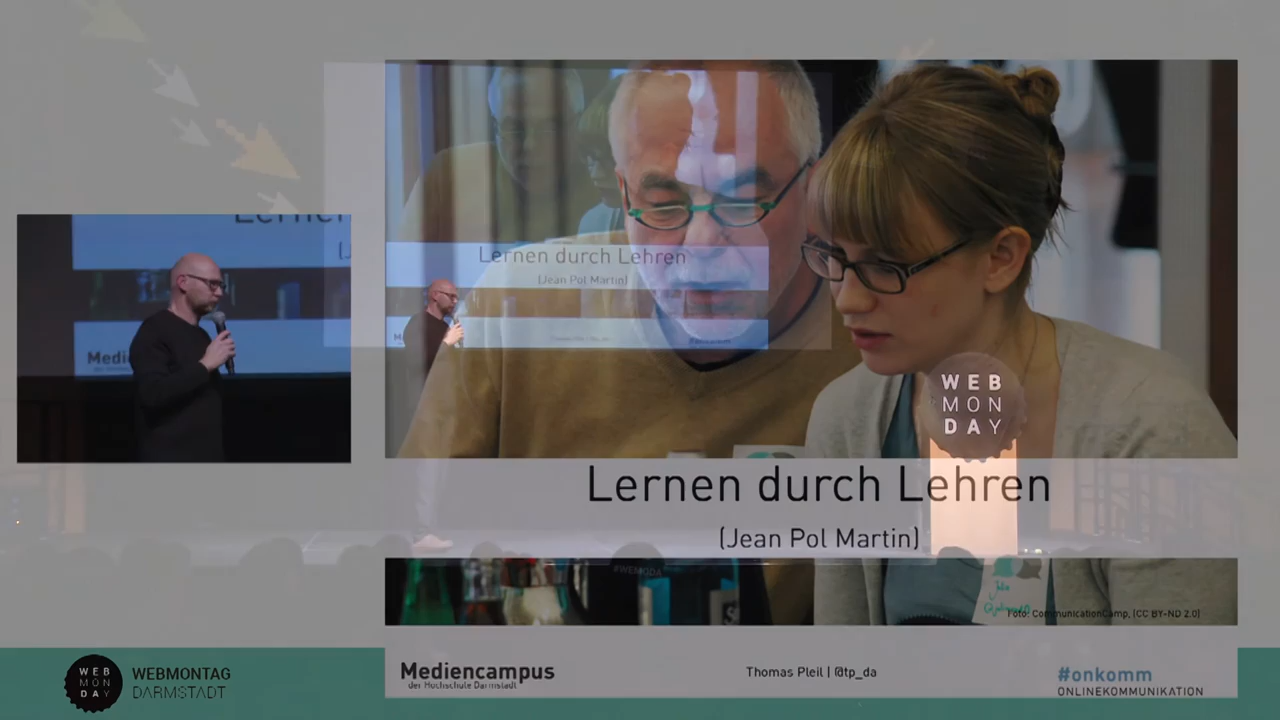 Lernen durch Lehren
(Jean Pol Martin)
Lernen durch Lehren
(Jean Pol Martin)
WEB
MON
DAY
#WEMODA
Foto: CommunicationCamp, (CC BY-ND 2.0)
WEB
MON
DAY
WEBMONTAG
DARMSTADT
Mediencampus
der Hochschule Darmstadt
Thomas Pleil | @tp_da
#onkomm
ONLINEKOMMUNIKATION